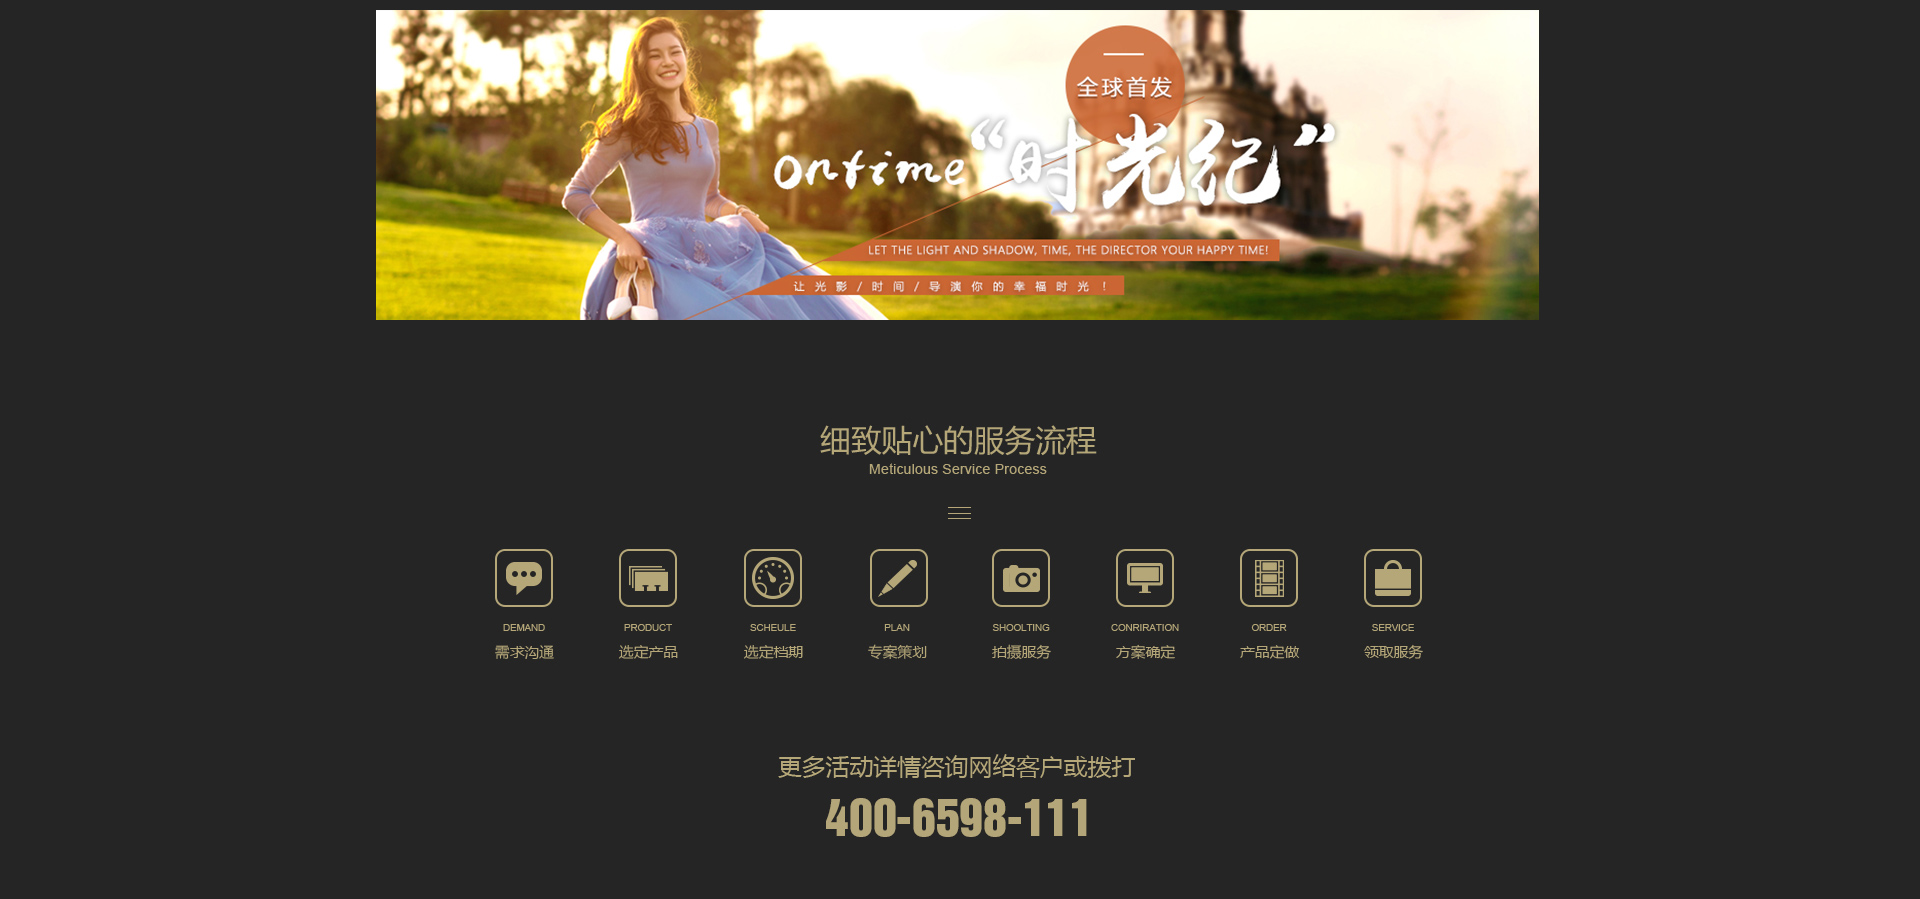 全球首发
ontime“时光纪”
LET THE LIGHT AND SHADOW, TIME, THE DIRECTOR YOUR HAPPY TIME!
让光影/时间/导演你的幸福时光!
细致贴心的服务流程
Meticulous Service Process
DEMAND
需求沟通
PRODUCT
选定产品
SCHEULE
选定档期
PLAN
专案策划
SHOOLTING
拍摄服务
CONRIRATION
方案确定
ORDER
产品定做
SERVICE
领取服务
更多活动详情咨询网络客户或拨打
400-6598-111